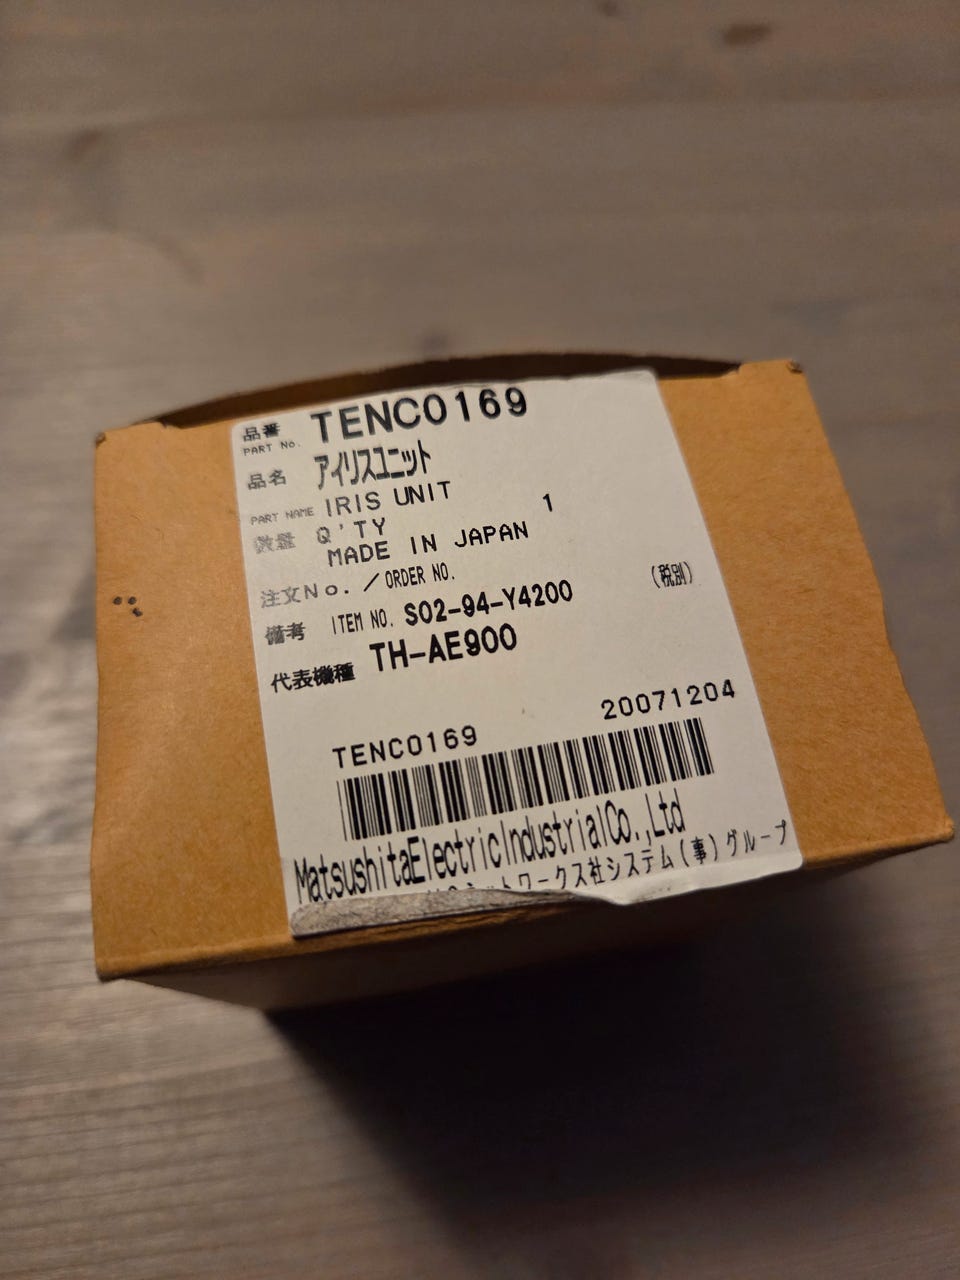 品番 TENC0169
PART No.
品名 アイリスユニット
PART NAME IRIS UNIT
数量 Q'TY 1
MADE IN JAPAN
注文No. /ORDER NO. (税別)
備考 ITEM NO. S02-94-Y4200
代表機種 TH-AE900
TENC0169 20071204
MatsushitaElectricIndustrialCo.,Ltd
ットワークス社システム(事)グループ